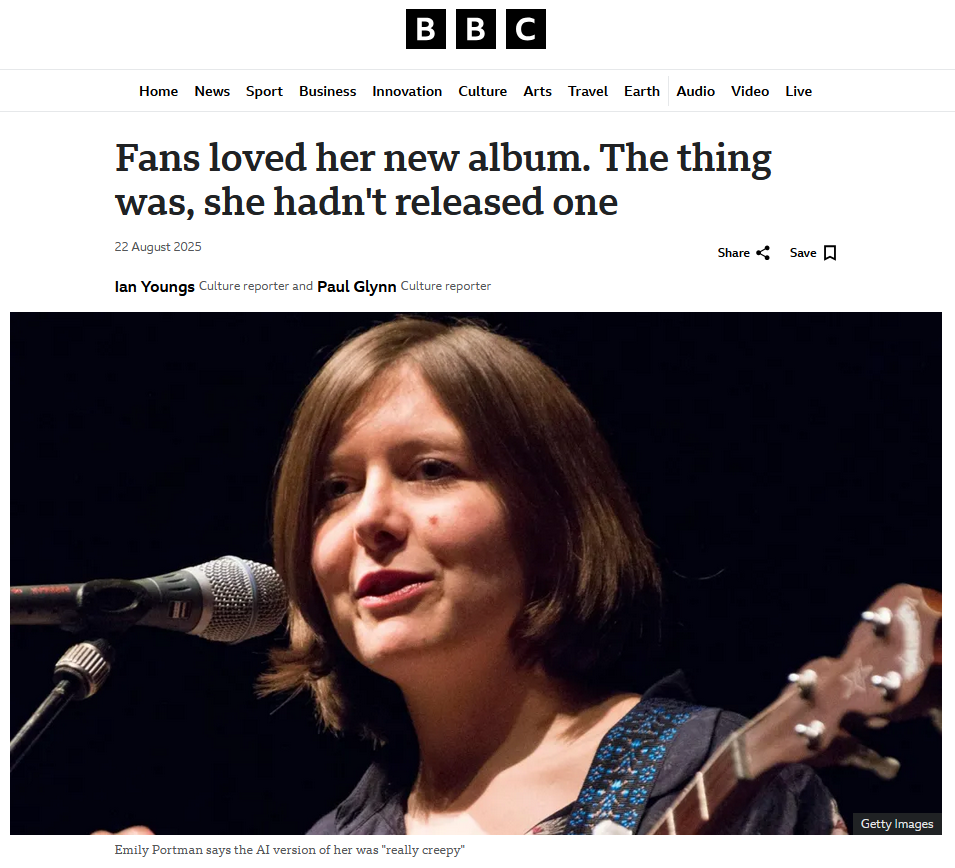 BBC
Home News Sport Business Innovation Culture Arts Travel Earth Audio Video Live
Fans loved her new album. The thing
was, she hadn't released one
22 August 2025
Share Save
Ian Youngs Culture reporter and Paul Glynn Culture reporter
Getty Images
Emily Portman says the AI version of her was "really creepy"